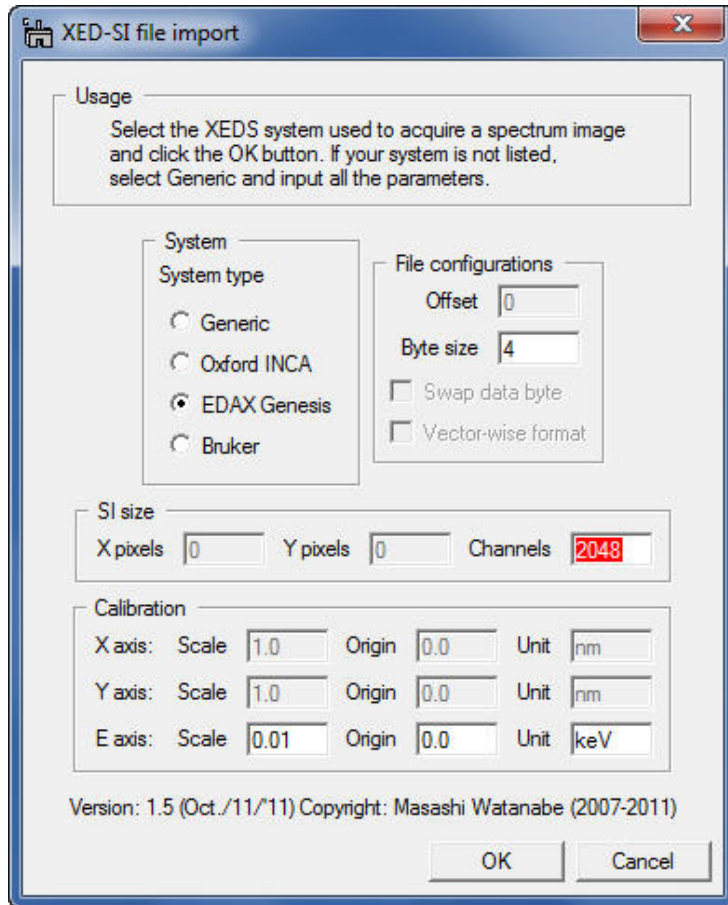 XED-SI file import
Usage
Select the XEDS system used to acquire a spectrum image
and click the OK button. If your system is not listed,
select Generic and input all the parameters.
System
System type
Generic
Oxford INCA
EDAX Genesis
Bruker
File configurations
Offset 0
Byte size 4
Swap data byte
Vector-wise format
SI size
X pixels 0 Y pixels 0 Channels 2048
Calibration
X axis: Scale 1.0 Origin 0.0 Unit nm
Y axis: Scale 1.0 Origin 0.0 Unit nm
E axis: Scale 0.01 Origin 0.0 Unit keV
Version: 1.5 (Oct./11/'11) Copyright: Masashi Watanabe (2007-2011)
OK Cancel